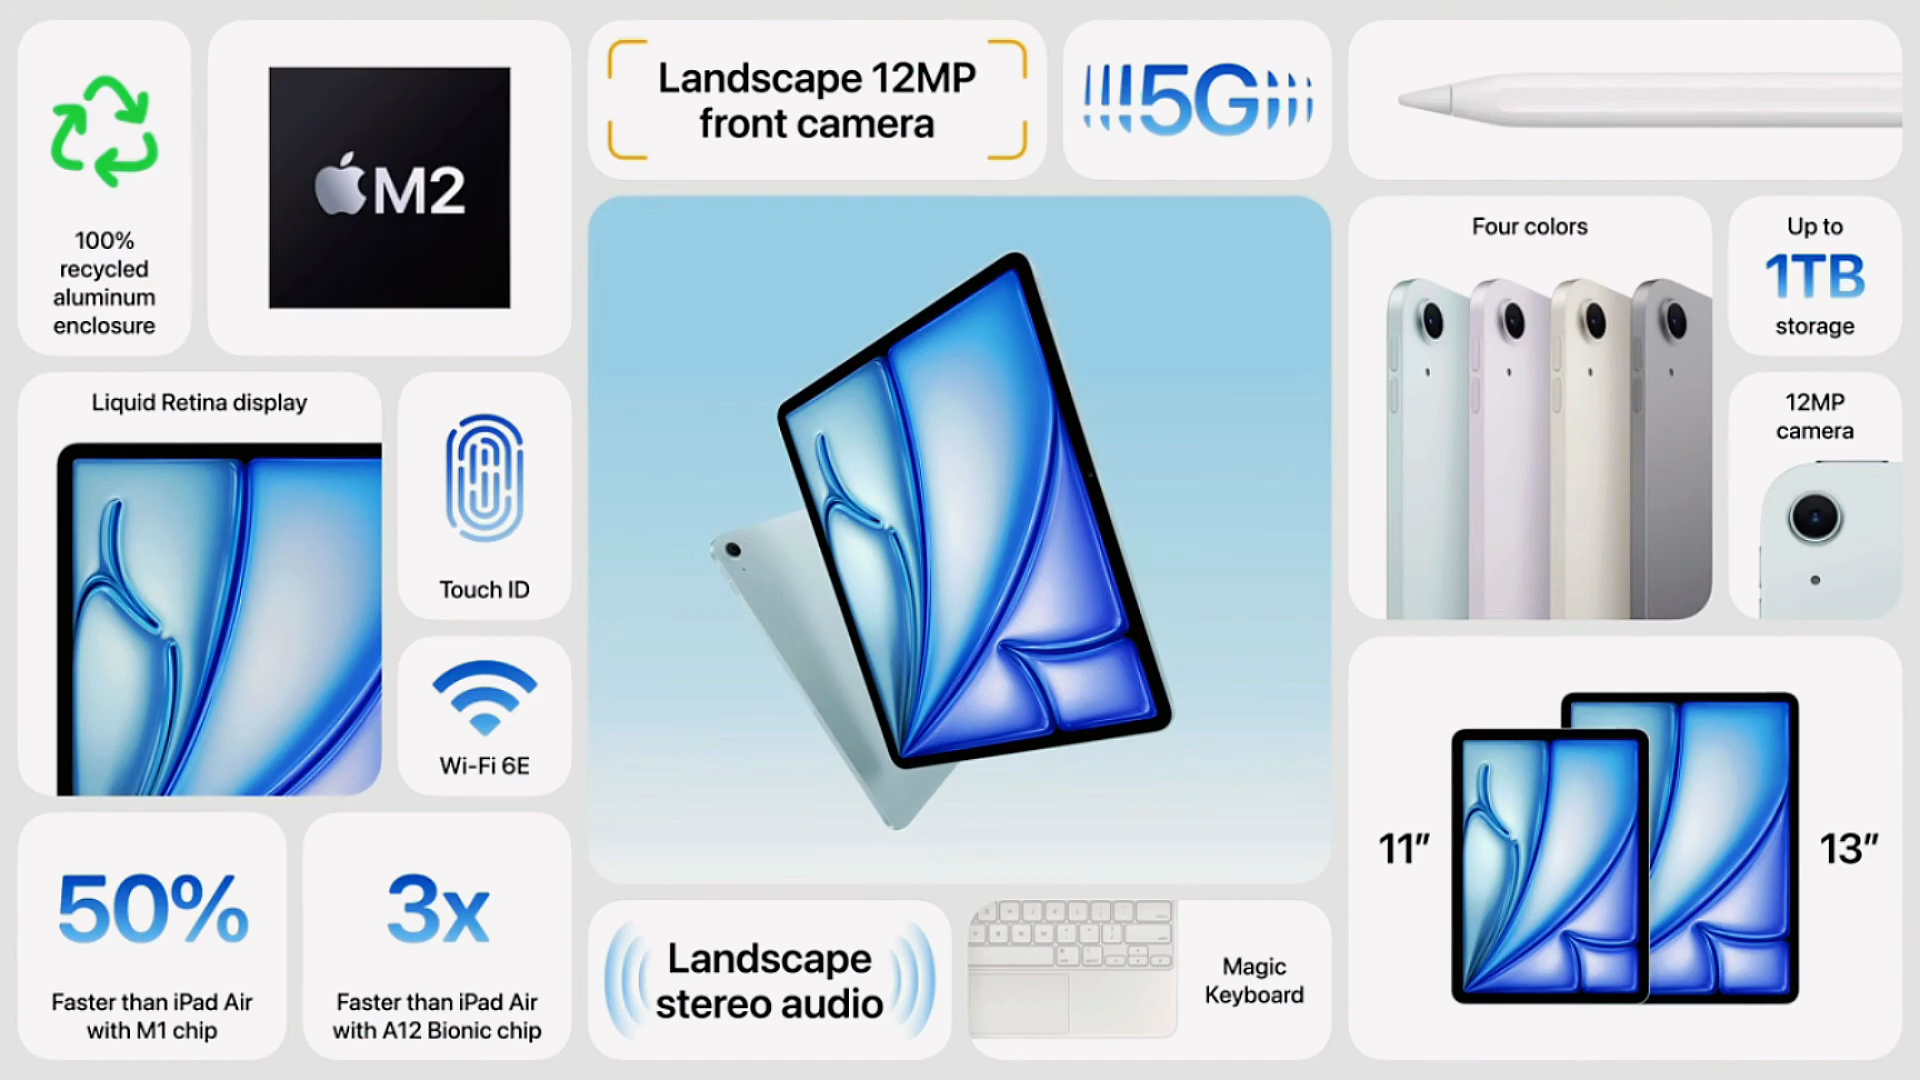 100%
recycled
aluminum
enclosure
M2
Landscape 12MP
front camera
5G
Four colors
Up to
1TB
storage
12MP
camera
Liquid Retina display
Touch ID
Wi-Fi 6E
50%
Faster than iPad Air
with M1 chip
3x
Faster than iPad Air
with A12 Bionic chip
Landscape
stereo audio
Magic
Keyboard
11”
13”